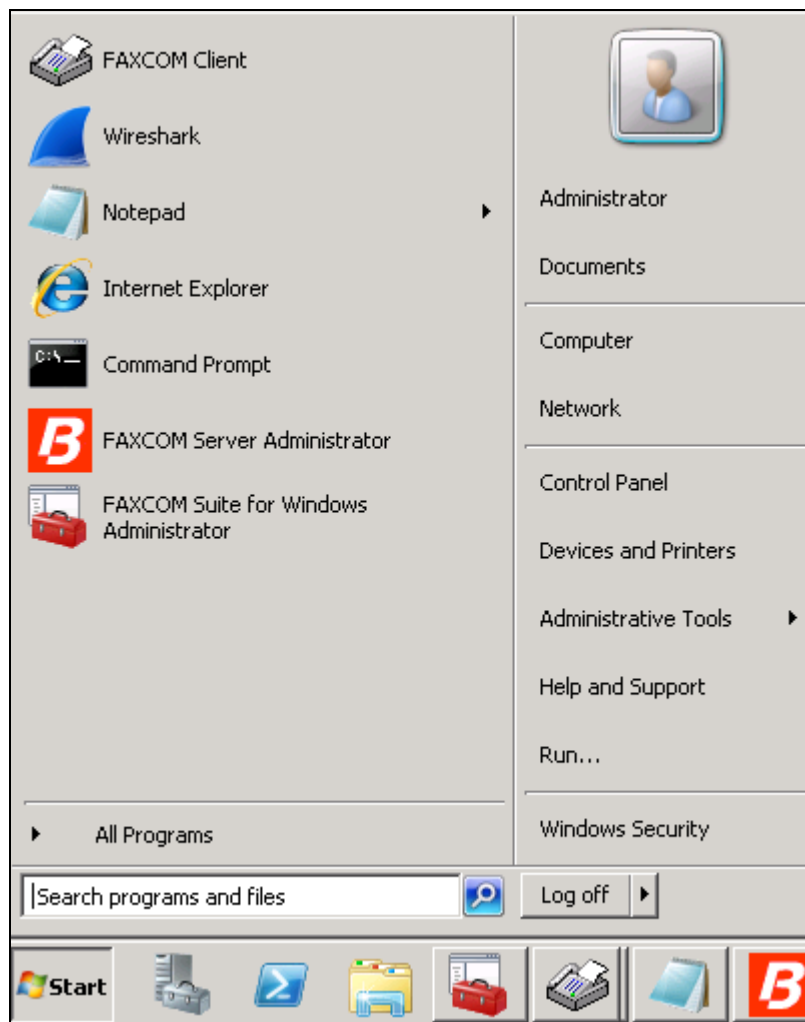 FAXCOM Client
Wireshark
Notepad
Internet Explorer
C:\
Command Prompt
B
FAXCOM Server Administrator
FAXCOM Suite for Windows
Administrator
All Programs
Search programs and files
Administrator
Documents
Computer
Network
Control Panel
Devices and Printers
Administrative Tools
Help and Support
Run...
Windows Security
Log off
Start
B